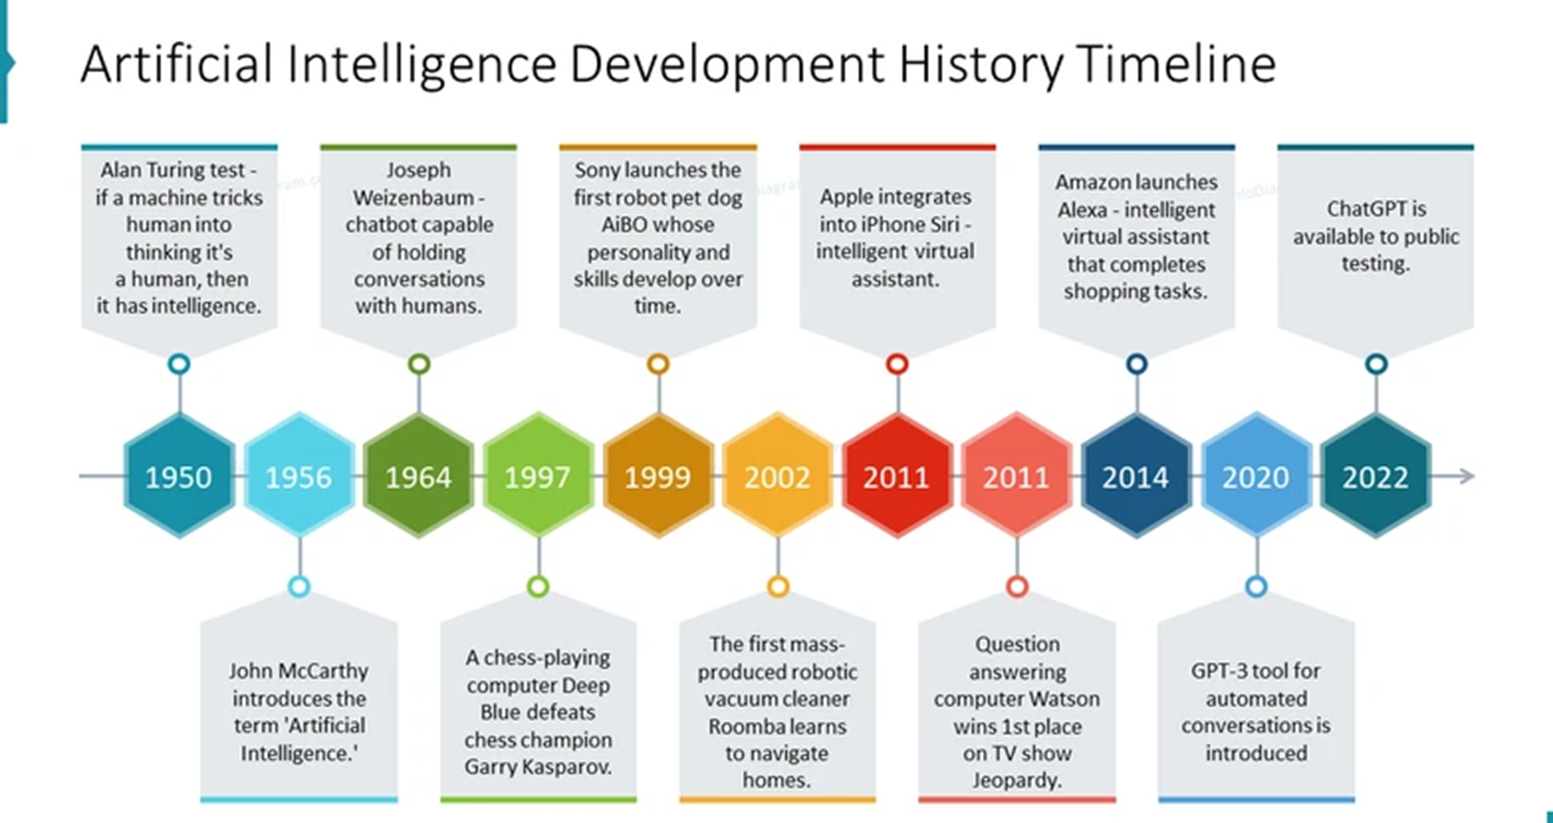 Artificial Intelligence Development History Timeline
Alan Turing test -
if a machine tricks
human into
thinking it's
a human, then
it has intelligence.
Joseph
Weizenbaum -
chatbot capable
of holding
conversations
with humans.
Sony launches the
first robot pet dog
AiBO whose
personality and
skills develop over
time.
Apple integrates
into iPhone Siri -
intelligent virtual
assistant.
Amazon launches
Alexa - intelligent
virtual assistant
that completes
shopping tasks.
ChatGPT is
available to public
testing.
1950
1956
1964
1997
1999
2002
2011
2011
2014
2020
2022
John McCarthy
introduces the
term 'Artificial
Intelligence.'
A chess-playing
computer Deep
Blue defeats
chess champion
Garry Kasparov.
The first mass-
produced robotic
vacuum cleaner
Roomba learns
to navigate
homes.
Question
answering
computer Watson
wins 1st place
on TV show
Jeopardy.
GPT-3 tool for
automated
conversations is
introduced